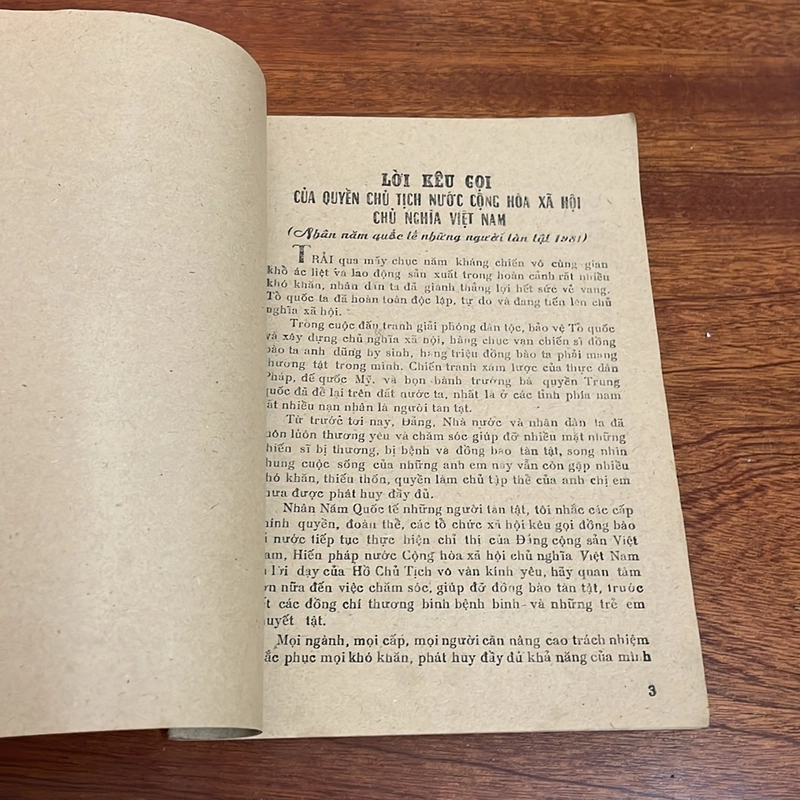 LỜI KÊU GỌI
CỦA QUYỀN CHỦ TỊCH NƯỚC CỘNG HÒA XÃ HỘI
CHỦ NGHĨA VIỆT NAM
(Nhân năm quốc tế những người tàn tật 1981)
TRẢI qua mấy chục năm kháng chiến vô cùng gian
khổ ác liệt và lao động sản xuất trong hoàn cảnh rất nhiều
khó khăn, nhân dân ta đã giành thắng lợi hết sức vẻ vang.
Tổ quốc ta đã hoàn toàn độc lập, tự do và đang tiến lên chủ
nghĩa xã hội.
Trong cuộc đấu tranh giải phóng dân tộc, bảo vệ Tổ quốc
và xây dựng chủ nghĩa xã hội, hàng chục vạn chiến sĩ đồng
bào ta anh dũng hy sinh, hàng triệu đồng bào ta phải mang
thương tật trong mình. Chiến tranh xâm lược của thực dân
Pháp, đế quốc Mỹ, và bọn bành trướng bá quyền Trung
quốc đã để lại trên đất nước ta, nhất là ở các tỉnh phía nam
rất nhiều nạn nhân là người tàn tật.
Từ trước tới nay, Đảng, Nhà nước và nhân dân ta đã
uôn luôn thương yêu và chăm sóc giúp đỡ nhiều mặt những
hiến sĩ bị thương, bị bệnh và đồng bào tàn tật, song nhìn
hung cuộc sống của những anh em này vẫn còn gặp nhiều
hó khăn, thiếu thốn, quyền làm chủ tập thể của anh chị em
hưa được phát huy đầy đủ.
Nhân Năm Quốc tế những người tàn tật, tôi nhắc các cấp
hính quyền, đoàn thể, các tổ chức xã hội kêu gọi đồng bào
ả nước tiếp tục thực hiện chỉ thị của Đảng cộng sản Việt
am, Hiến pháp nước Cộng hòa xã hội chủ nghĩa Việt Nam
à lời dạy của Hồ Chủ Tịch vô vàn kính yêu, hãy quan tâm
ơn nữa đến việc chăm sóc, giúp đỡ đồng bào tàn tật, trước
ết các đồng chí thương binh bệnh binh và những trẻ em
huyết tật.
Mọi ngành, mọi cấp, mọi người cần nâng cao trách nhiệm
ắc phục mọi khó khăn, phát huy đầy đủ khả năng của mình
3